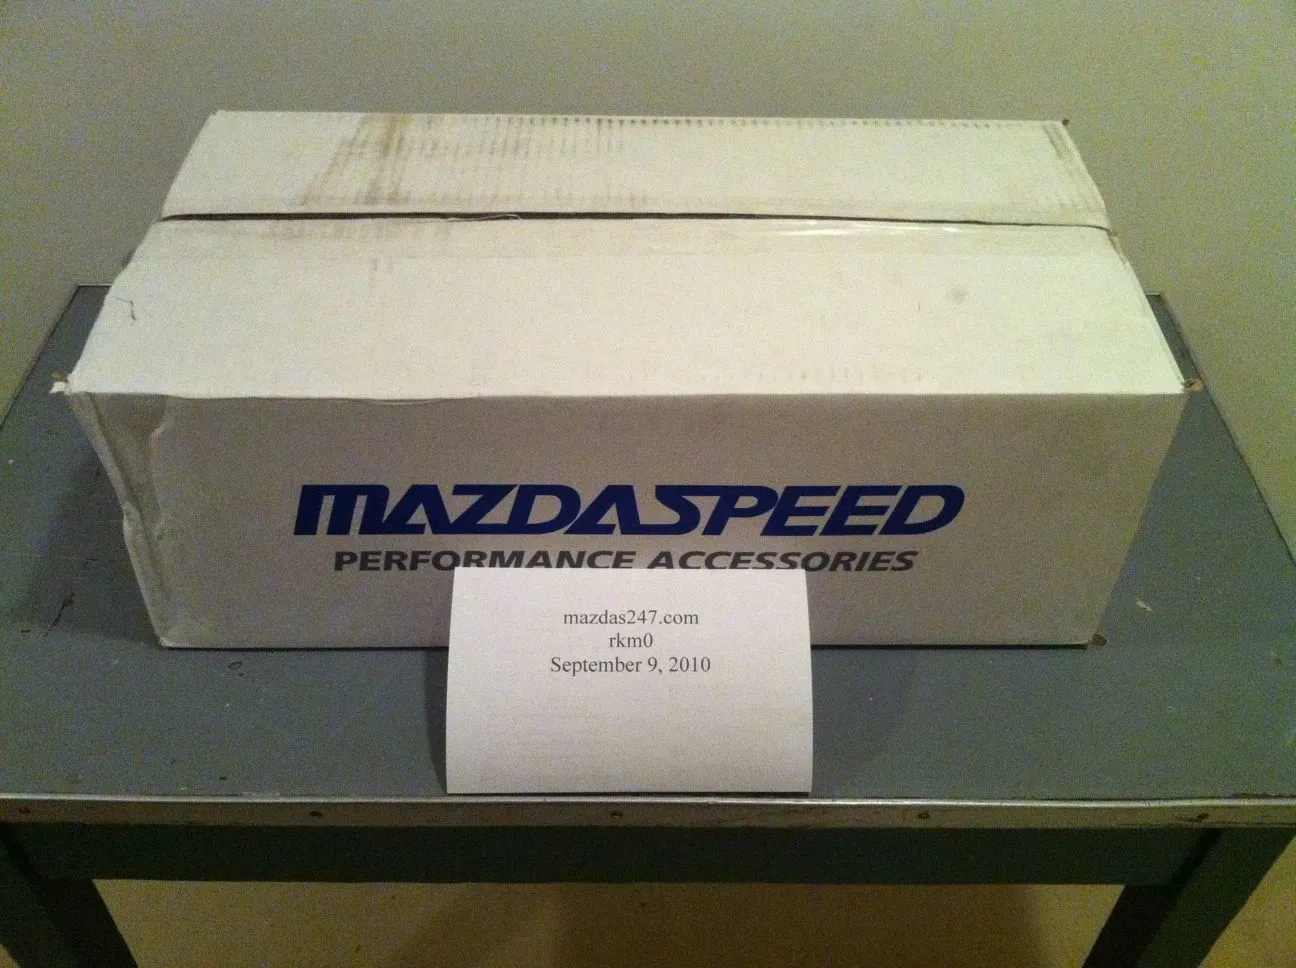 MAZDASPEED
PERFORMANCE ACCESSORIES
mazdas247.com
rkm0
September 9, 2010